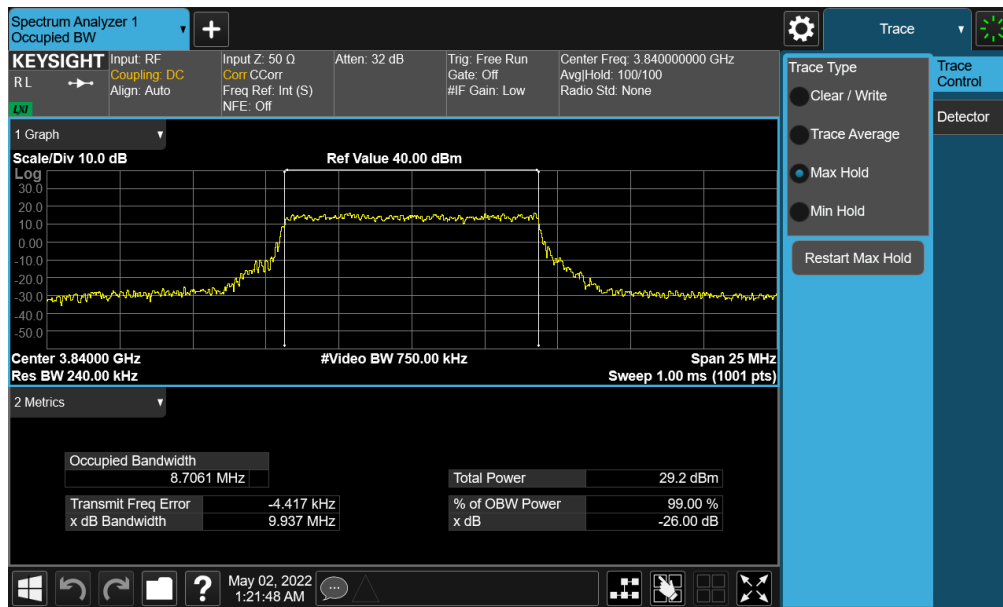 Spectrum Analyzer 1
Occupied BW
+
Trace
KEYSIGHT
R L
LXI
Input: RF
Coupling: DC
Align: Auto
Input Z: 50 Ω
Corr CCorr
Freq Ref: Int (S)
NFE: Off
Atten: 32 dB
Trig: Free Run
Gate: Off
#IF Gain: Low
Center Freq: 3.840000000 GHz
Avg|Hold: 100/100
Radio Std: None
Trace Type
Clear / Write
Trace Average
Max Hold
Min Hold
Restart Max Hold
Trace
Control
Detector
1 Graph
Scale/Div 10.0 dB
Ref Value 40.00 dBm
Log
30.0
20.0
10.0
0.00
-10.0
-20.0
-30.0
-40.0
-50.0
Center 3.84000 GHz
#Video BW 750.00 kHz
Span 25 MHz
Res BW 240.00 kHz
Sweep 1.00 ms (1001 pts)
2 Metrics
Occupied Bandwidth
8.7061 MHz
Total Power 29.2 dBm
Transmit Freq Error -4.417 kHz
% of OBW Power 99.00 %
x dB Bandwidth 9.937 MHz
x dB -26.00 dB
?
May 02, 2022
1:21:48 AM